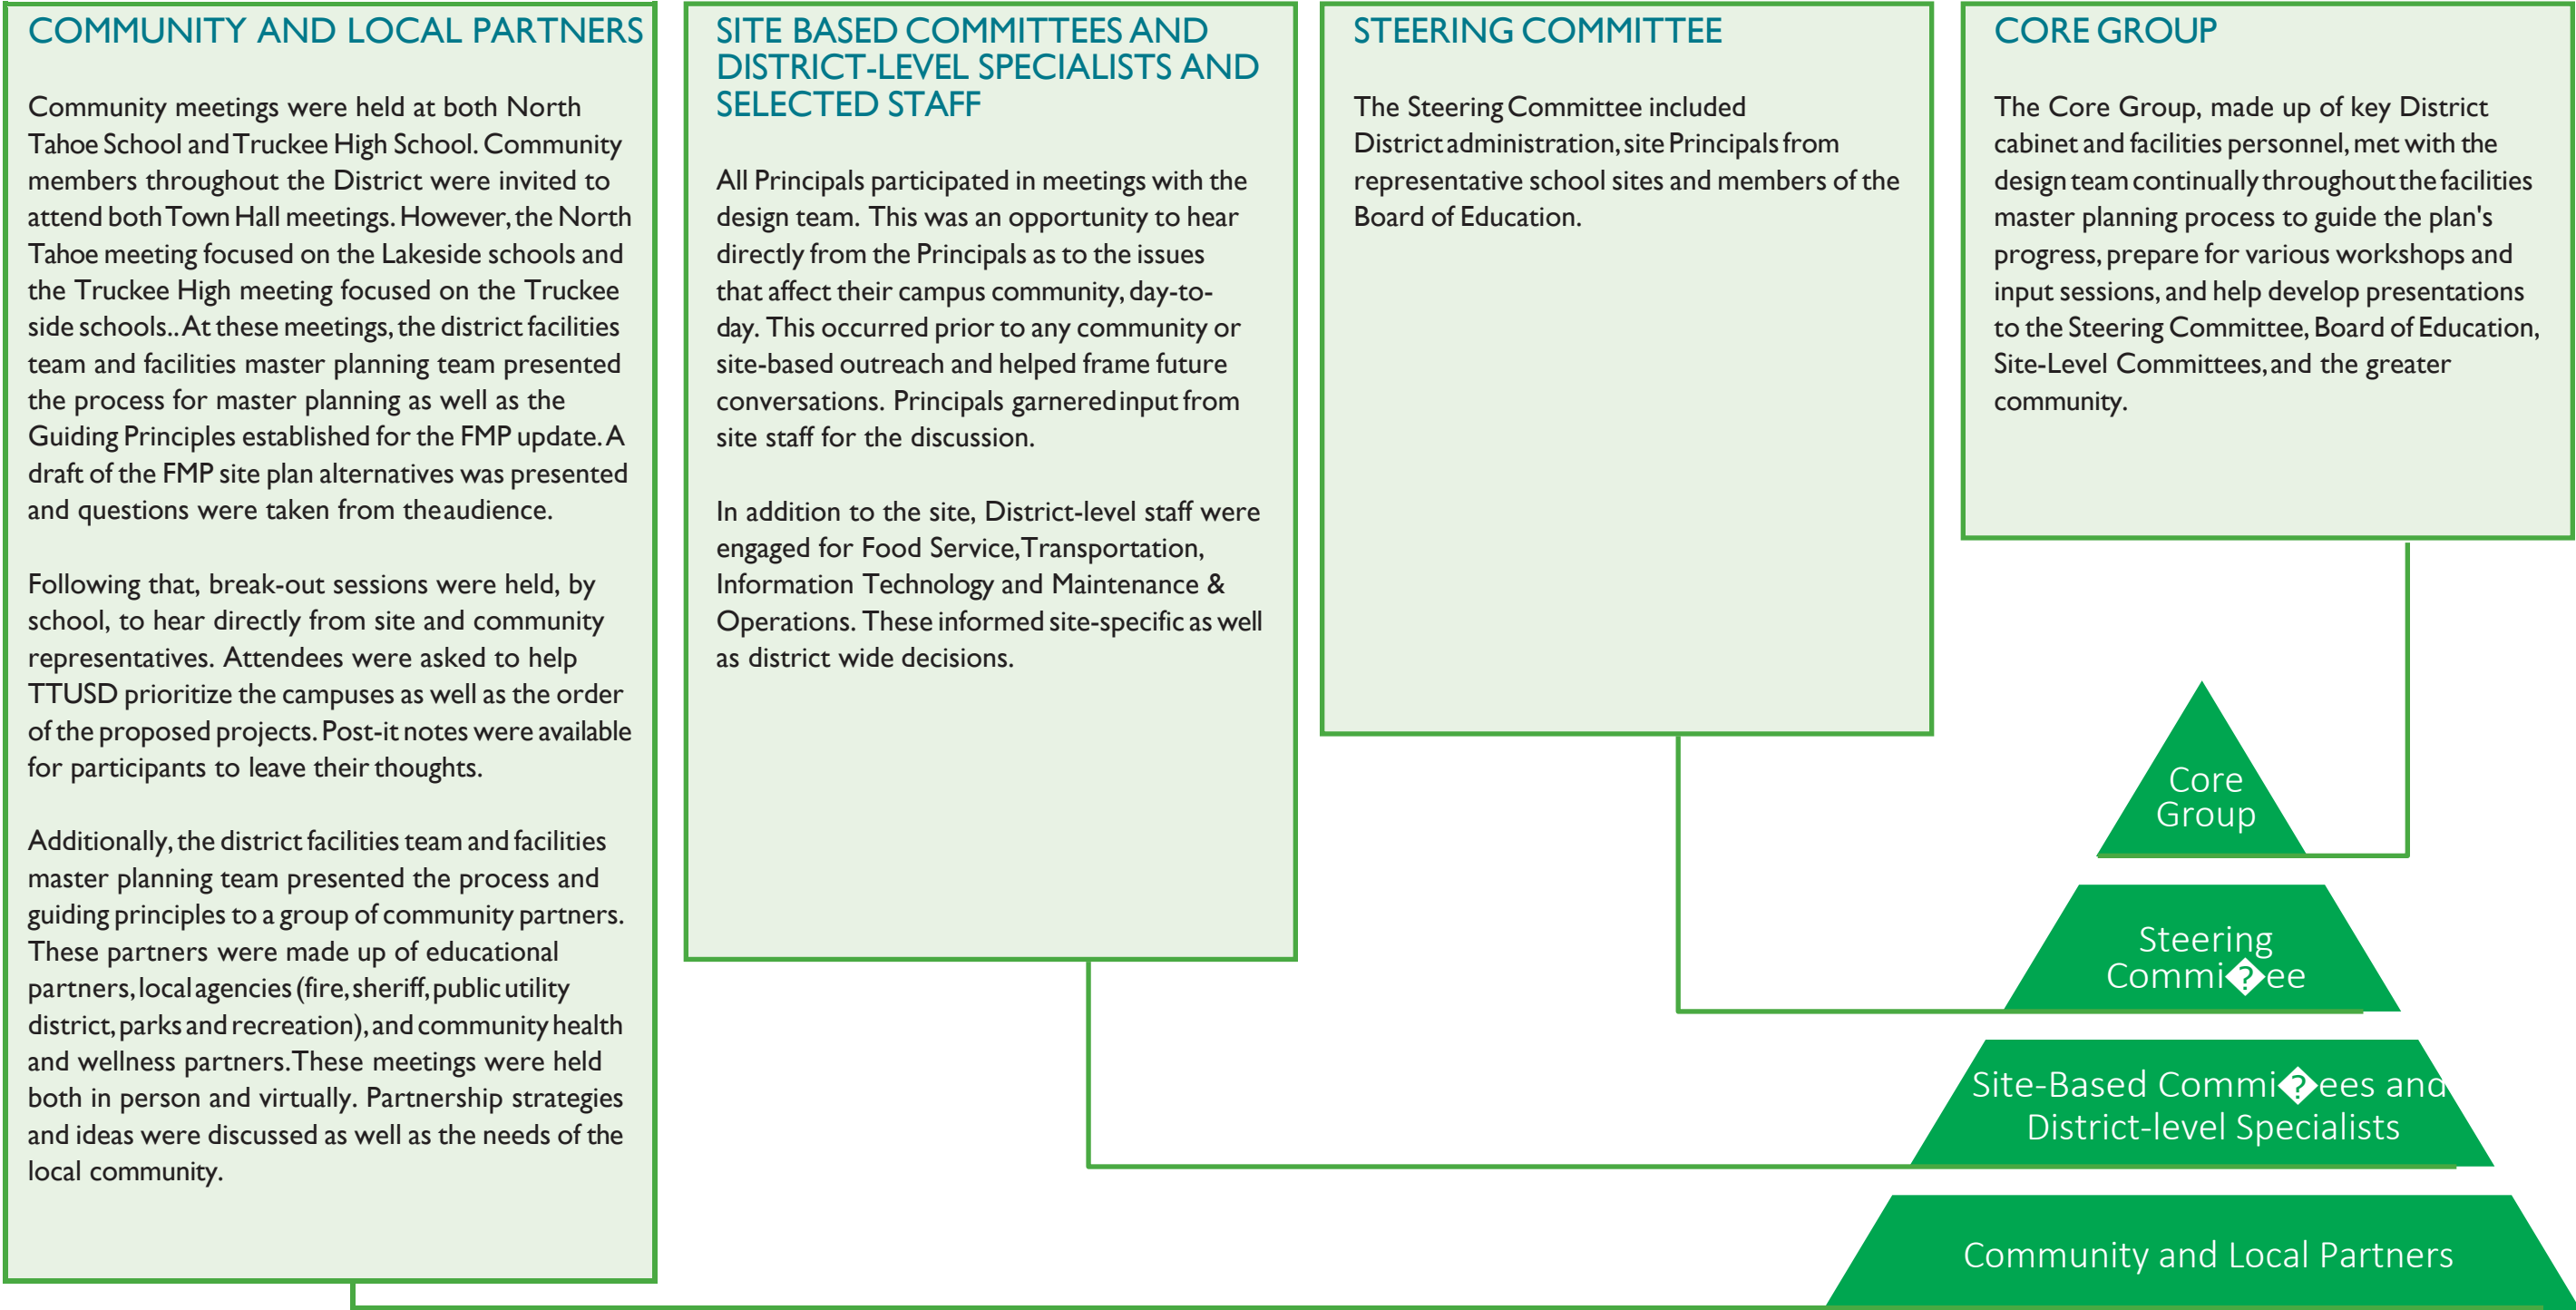 COMMUNITY AND LOCAL PARTNERS
Community meetings were held at both North
Tahoe School and Truckee High School. Community
members throughout the District were invited to
attend both Town Hall meetings. However, the North
Tahoe meeting focused on the Lakeside schools and
the Truckee High meeting focused on the Truckee
side schools.. At these meetings, the district facilities
team and facilities master planning team presented
the process for master planning as well as the
Guiding Principles established for the FMP update. A
draft of the FMP site plan alternatives was presented
and questions were taken from theaudience.
Following that, break-out sessions were held, by
school, to hear directly from site and community
representatives. Attendees were asked to help
TTUSD prioritize the campuses as well as the order
of the proposed projects. Post-it notes were available
for participants to leave their thoughts.
Additionally, the district facilities team and facilities
master planning team presented the process and
guiding principles to a group of community partners.
These partners were made up of educational
partners, local agencies (fire, sheriff, public utility
district, parks and recreation), and community health
and wellness partners. These meetings were held
both in person and virtually. Partnership strategies
and ideas were discussed as well as the needs of the
local community.
SITE BASED COMMITTEES AND
DISTRICT-LEVEL SPECIALISTS AND
SELECTED STAFF
All Principals participated in meetings with the
design team. This was an opportunity to hear
directly from the Principals as to the issues
that affect their campus community, day-to-
day. This occurred prior to any community or
site-based outreach and helped frame future
conversations. Principals garnered input from
site staff for the discussion.
In addition to the site, District-level staff were
engaged for Food Service, Transportation,
Information Technology and Maintenance &
Operations. These informed site-specific as well
as district wide decisions.
STEERING COMMITTEE
The Steering Committee included
District administration, site Principals from
representative school sites and members of the
Board of Education.
CORE GROUP
The Core Group, made up of key District
cabinet and facilities personnel, met with the
design team continually throughout the facilities
master planning process to guide the plan's
progress, prepare for various workshops and
input sessions, and help develop presentations
to the Steering Committee, Board of Education,
Site-Level Committees, and the greater
community.
Core
Group
Steering
Commi�ee
Site-Based Commi�ees and
District-level Specialists
Community and Local Partners